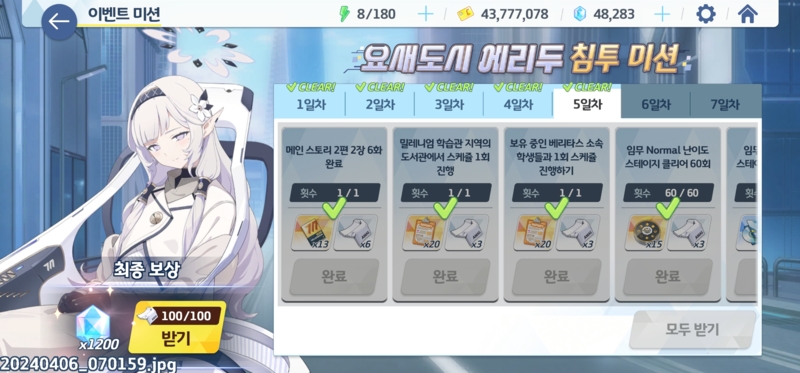 이벤트 미션
8/180
43,777,078
48,283
요새도시 에리두 침투 미션
CLEAR! CLEAR! CLEAR! CLEAR! CLEAR!
1일차 2일차 3일차 4일차 5일차 6일차 7일차
메인 스토리 2편 2장 6화
완료
횟수 1 / 1
x13 x6
완료
밀레니엄 학습관 지역의
도서관에서 스케줄 1회
진행
횟수 1 / 1
x20 x3
완료
보유 중인 베리타스 소속
학생들과 1회 스케줄
진행하기
횟수 1 / 1
x20 x3
완료
임무 Normal 난이도
스테이지 클리어 60회
횟수 60 / 60
x15 x3
완료
최종 보상
x1200
100/100
받기
모두 받기
20240406_070159.jpg